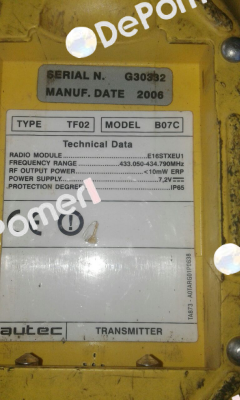 DePom
SERIAL N. G30332
MANUF. DATE 2006
TYPE TF02 MODEL B07C
Technical Data
RADIO MODULE E16STXEU1
FREQUENCY RANGE 433.050-434.790MHz
RF OUTPUT POWER <10mW ERP
POWER SUPPLY 7,2V
PROTECTION DEGREE IP65
DePomeri
autec TRANSMITTER